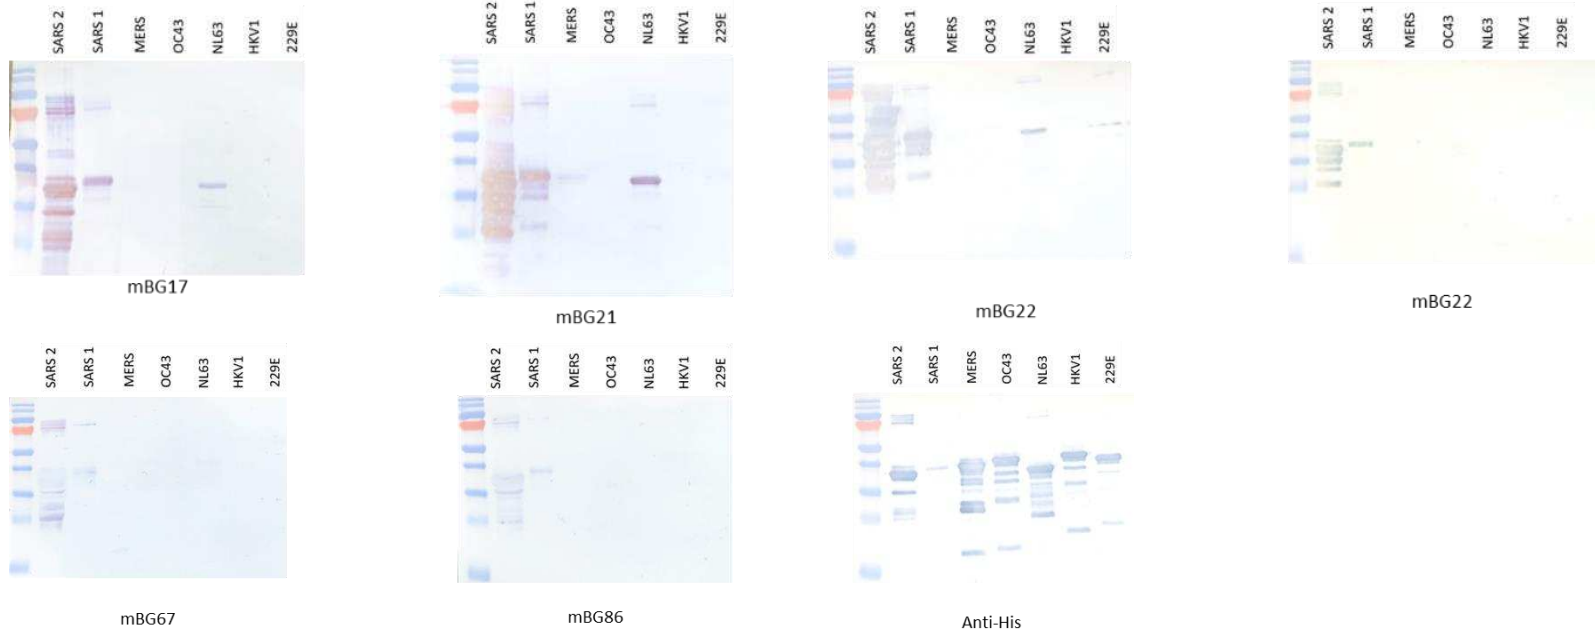 SARS 2
SARS 1
MERS
OC43
NL63
HKV1
229E
SARS 2
SARS 1
MERS
OC43
NL63
HKV1
229E
SARS 2
SARS 1
MERS
OC43
NL63
HKV1
229E
SARS 2
SARS 1
MERS
OC43
NL63
HKV1
229E
mBG17
mBG21
mBG22
mBG22
SARS 2
SARS 1
MERS
OC43
NL63
HKV1
229E
SARS 2
SARS 1
MERS
OC43
NL63
HKV1
229E
SARS 2
SARS 1
MERS
OC43
NL63
HKV1
229E
mBG67
mBG86
Anti-His